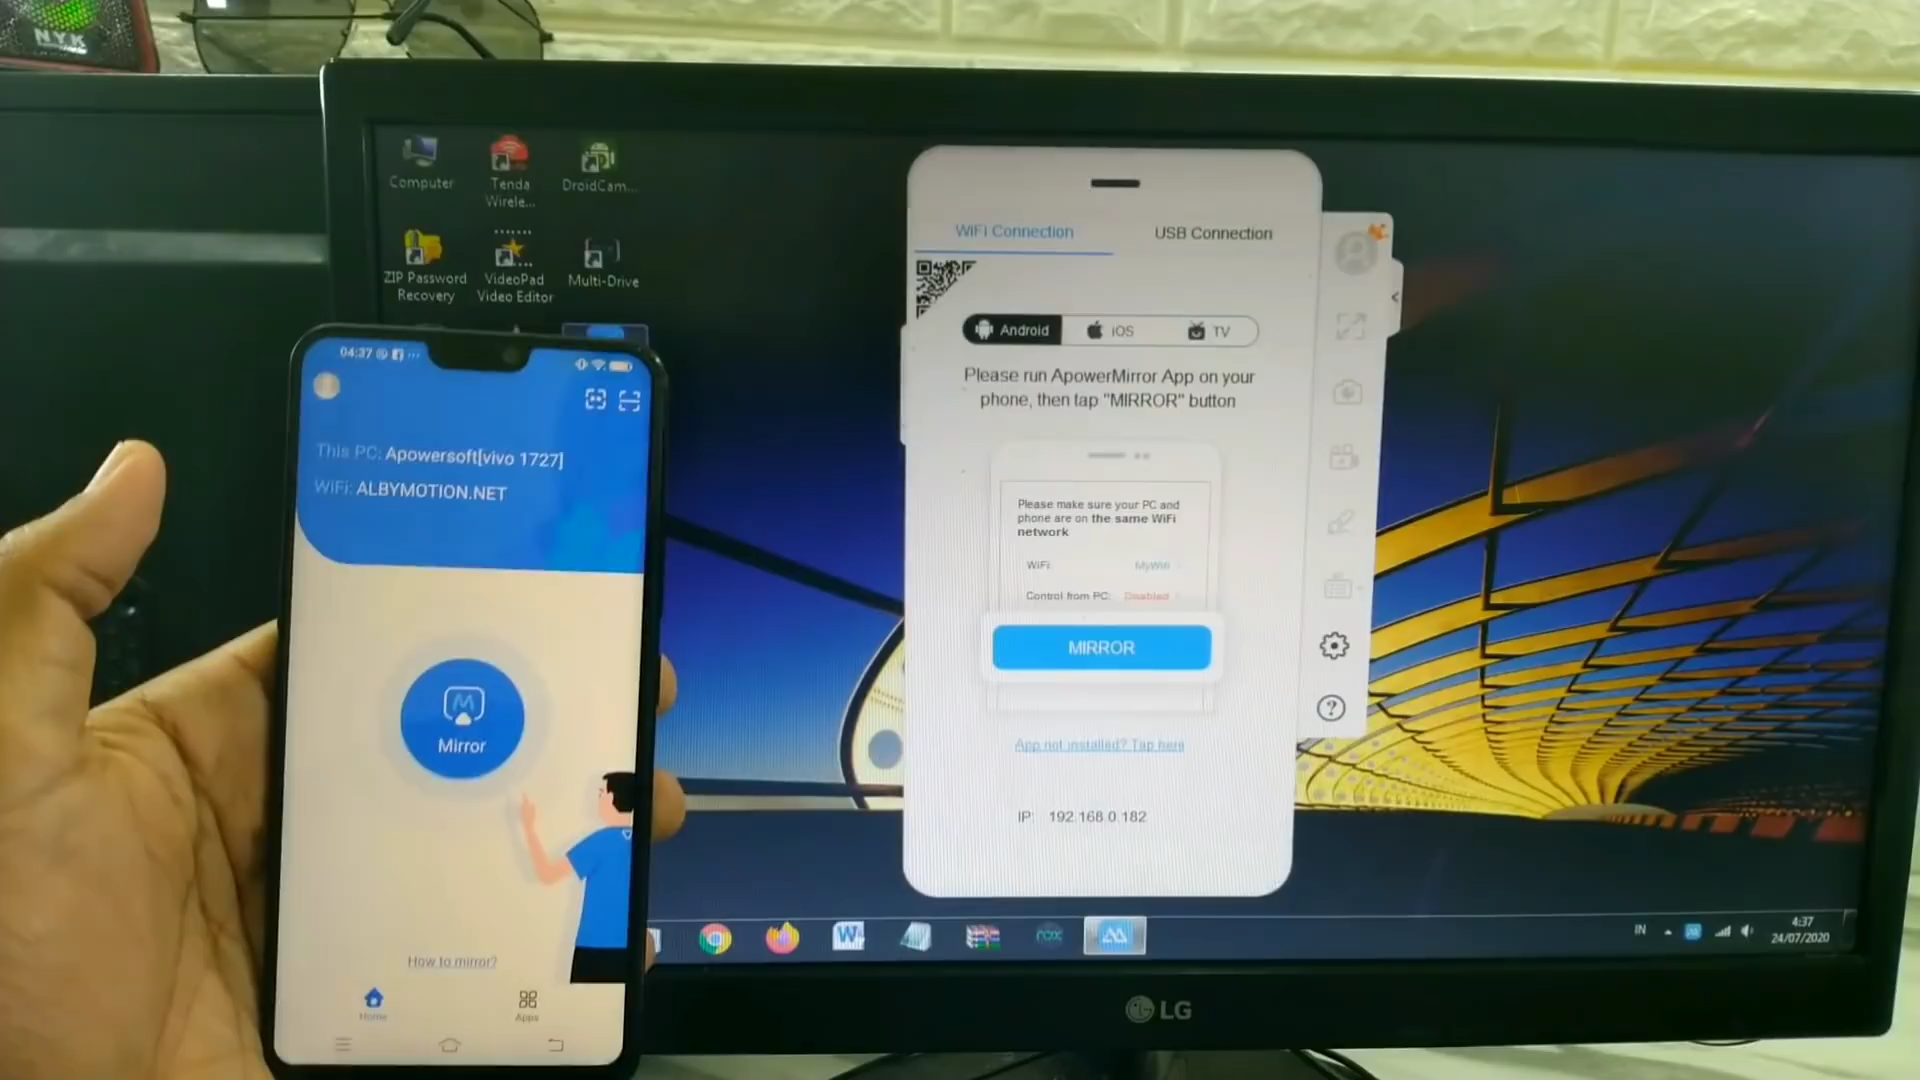 NYK
Computer
Tenda
Wirele...
DroidCam...
ZIP Password
Recovery
VideoPad
Video Editor
Multi-Drive
04:37
This PC: Apowersoft[vivo 1727]
WiFi: ALBYMOTION.NET
Mirror
How to mirror?
Home
Apps
WiFi Connection
USB Connection
Android
iOS
TV
Please run ApowerMirror App on your
phone, then tap "MIRROR" button
Please make sure your PC and
phone are on the same WiFi
network
WiFi: MyWifi
Control from PC: Disabled
MIRROR
App not installed? Tap here
IP: 192.168.0.182
nox
IN
4:37
24/07/2020
LG